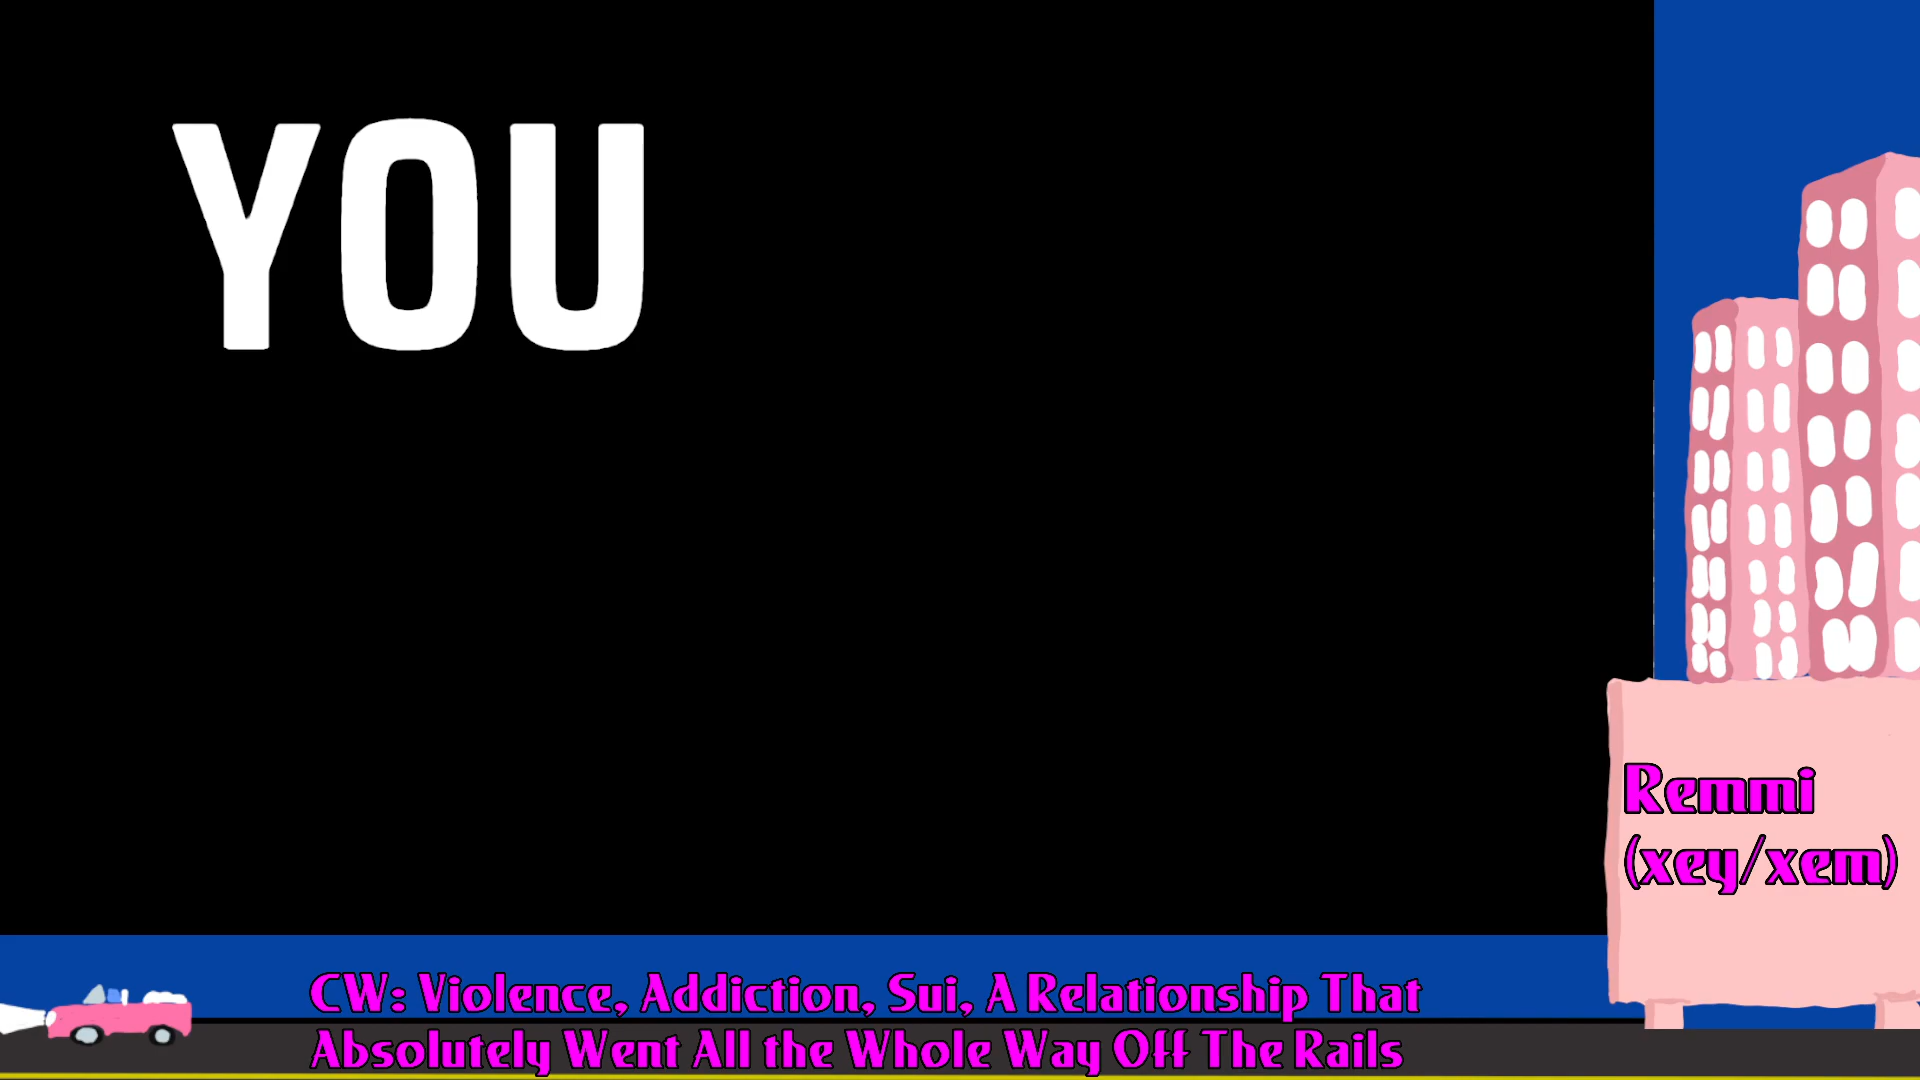 YOU
Remmi
(xey/xem)
CW: Violence, Addiction, Sui, A Relationship That
Absolutely Went All the Whole Way Off The Rails